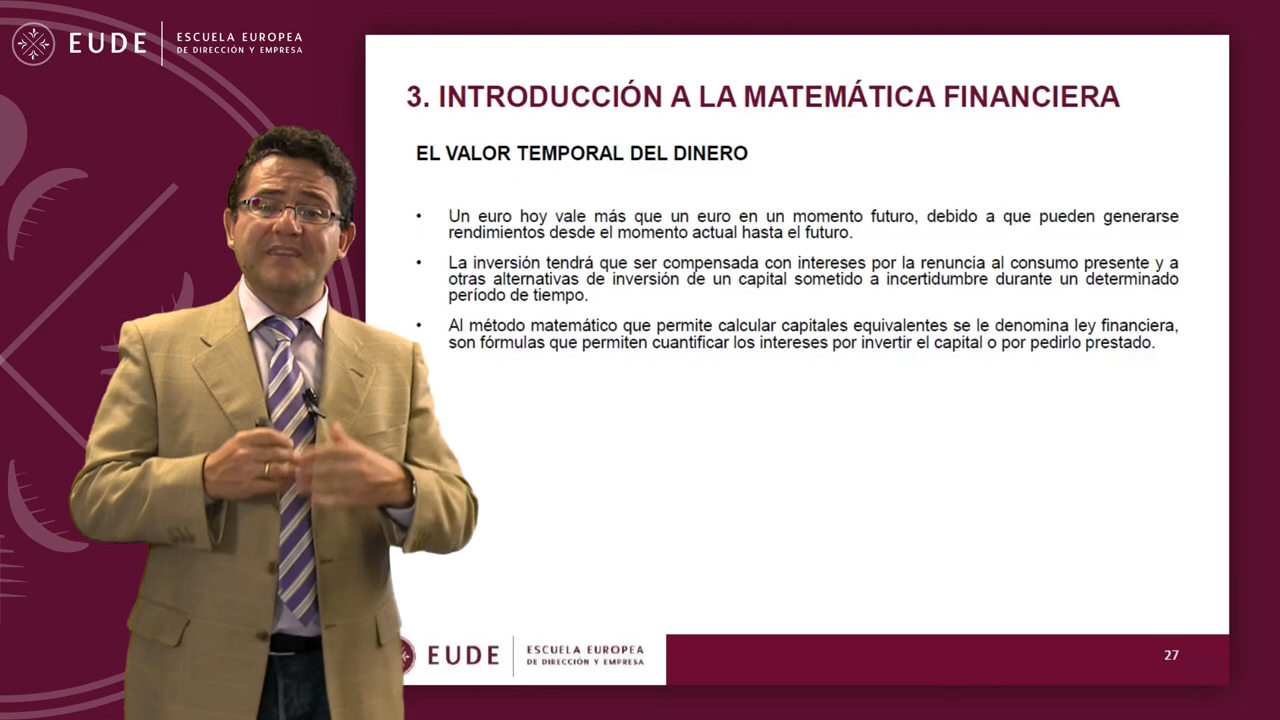 EUDE
ESCUELA EUROPEA
DE DIRECCIÓN Y EMPRESA
3. INTRODUCCIÓN A LA MATEMÁTICA FINANCIERA
EL VALOR TEMPORAL DEL DINERO
• Un euro hoy vale más que un euro en un momento futuro, debido a que pueden generarse
rendimientos desde el momento actual hasta el futuro.
• La inversión tendrá que ser compensada con intereses por la renuncia al consumo presente y a
otras alternativas de inversión de un capital sometido a incertidumbre durante un determinado
período de tiempo.
• Al método matemático que permite calcular capitales equivalentes se le denomina ley financiera,
son fórmulas que permiten cuantificar los intereses por invertir el capital o por pedirlo prestado.
EUDE
ESCUELA EUROPEA
DE DIRECCIÓN Y EMPRESA
27